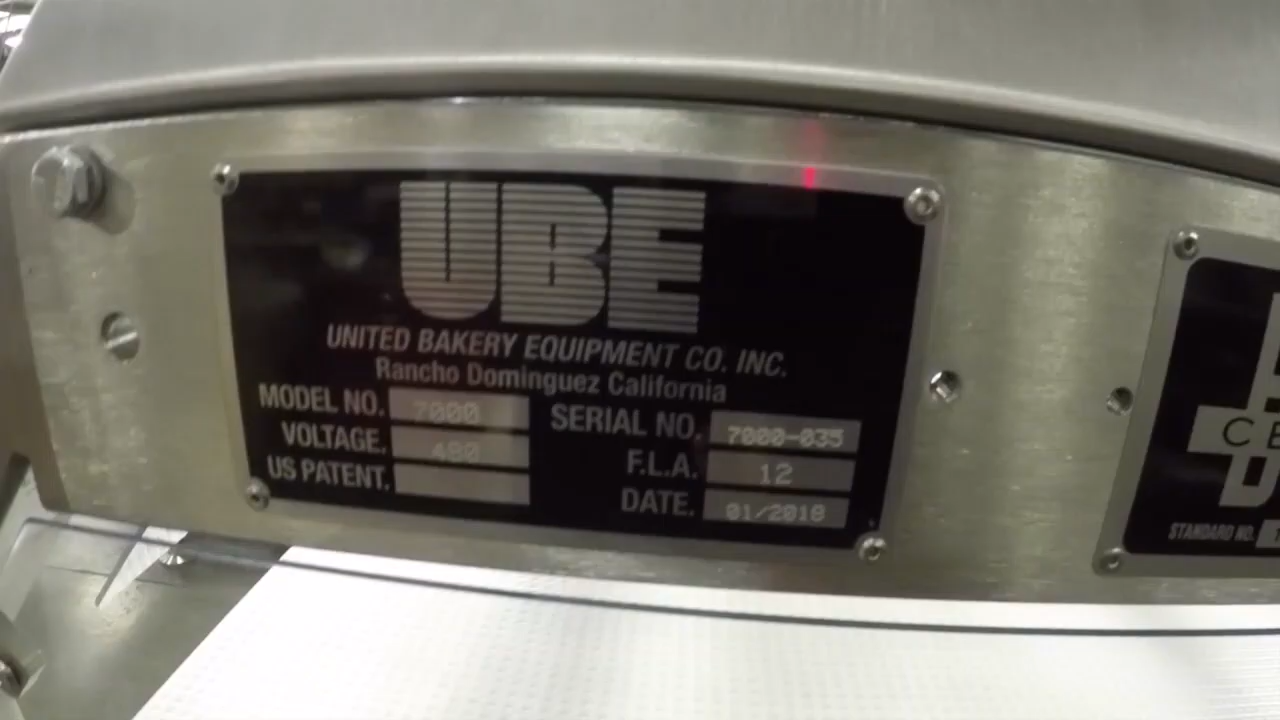 UBE
UNITED BAKERY EQUIPMENT CO. INC.
Rancho Dominguez California
MODEL NO. 7000
VOLTAGE. 480
US PATENT.
SERIAL NO. 7000-035
F.L.A. 12
DATE. 01/2018
CE
STANDARD NO.